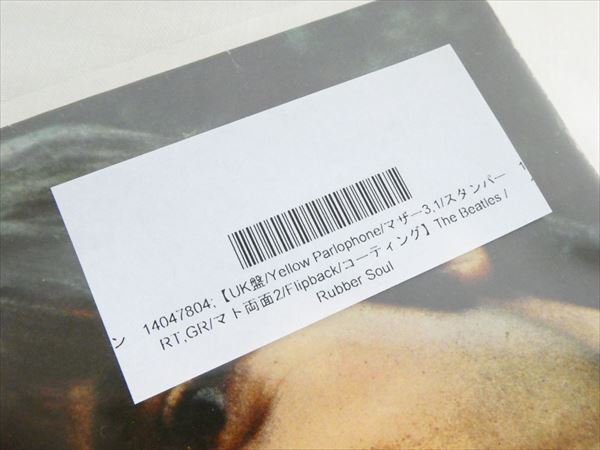 14047804:【UK盤/Yellow Parlophone/マザー3,1/スタンパー
RT,GR/マト両面2/Flipback/コーティング】The Beatles /
Rubber Soul
ン
1